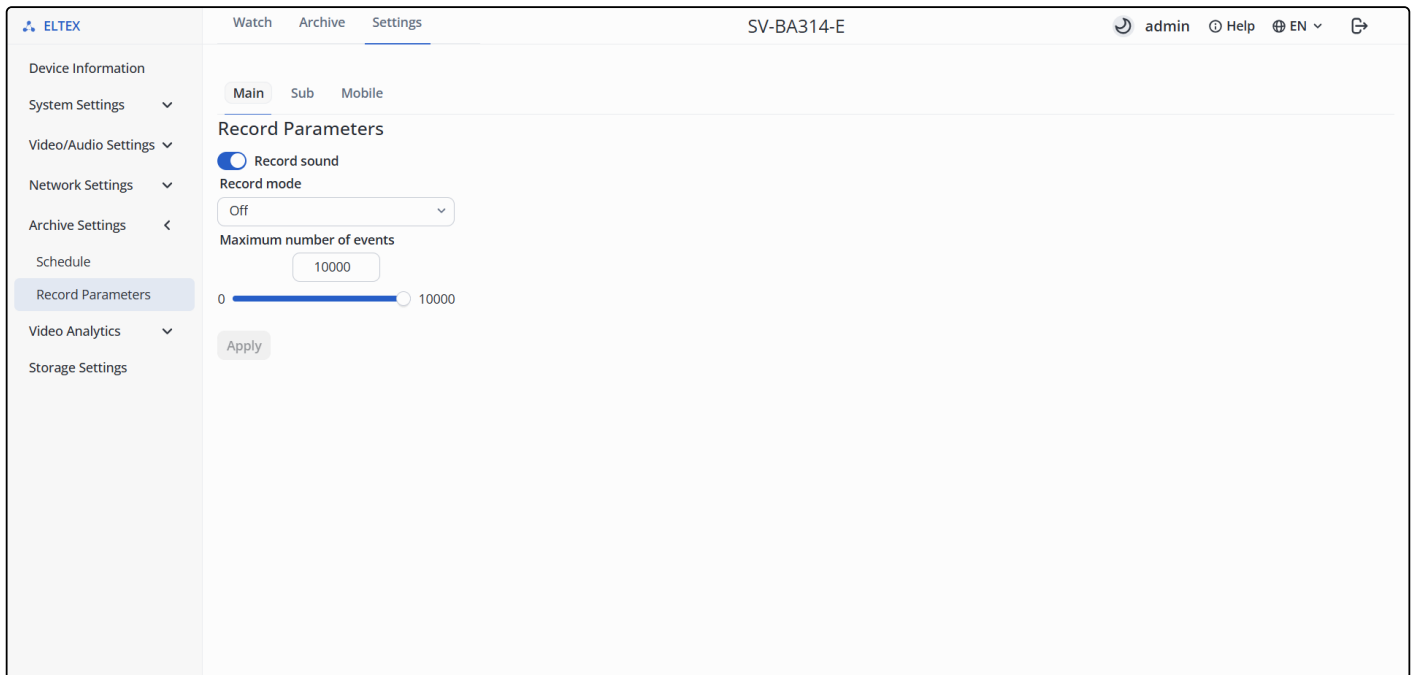 ELTEX
Watch Archive Settings
SV-BA314-E
admin Help EN
Device Information
System Settings
Video/Audio Settings
Network Settings
Archive Settings
Schedule
Record Parameters
Video Analytics
Storage Settings
Main Sub Mobile
Record Parameters
Record sound
Record mode
Off
Maximum number of events
10000
0 10000
Apply